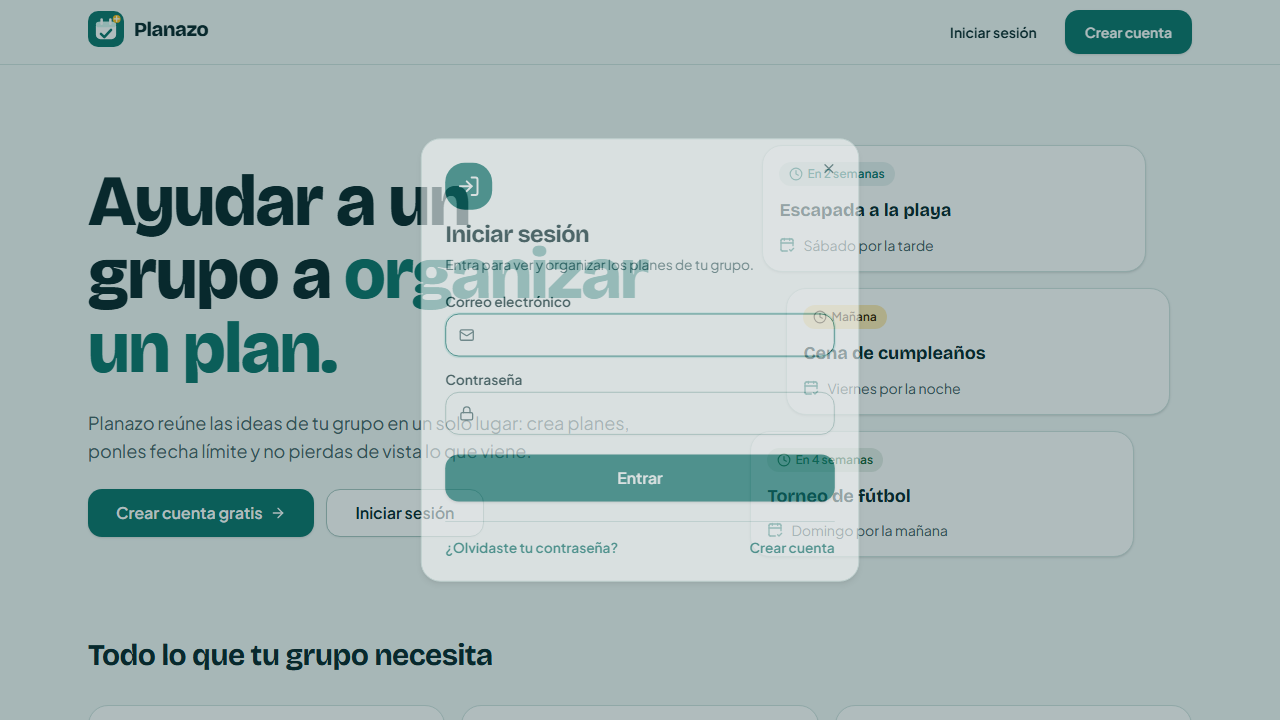 Planazo
Iniciar sesión
Crear cuenta
Ayudar a un
grupo a organizar
un plan.
Planazo reúne las ideas de tu grupo en un solo lugar: crea planes,
ponles fecha límite y no pierdas de vista lo que viene.
Crear cuenta gratis
Iniciar sesión
Iniciar sesión
Entra para ver y organizar los planes de tu grupo.
Correo electrónico
Contraseña
Entrar
¿Olvidaste tu contraseña?
Crear cuenta
En 2 semanas
Escapada a la playa
Sábado por la tarde
Mañana
Cena de cumpleaños
Viernes por la noche
En 4 semanas
Torneo de fútbol
Domingo por la mañana
Todo lo que tu grupo necesita